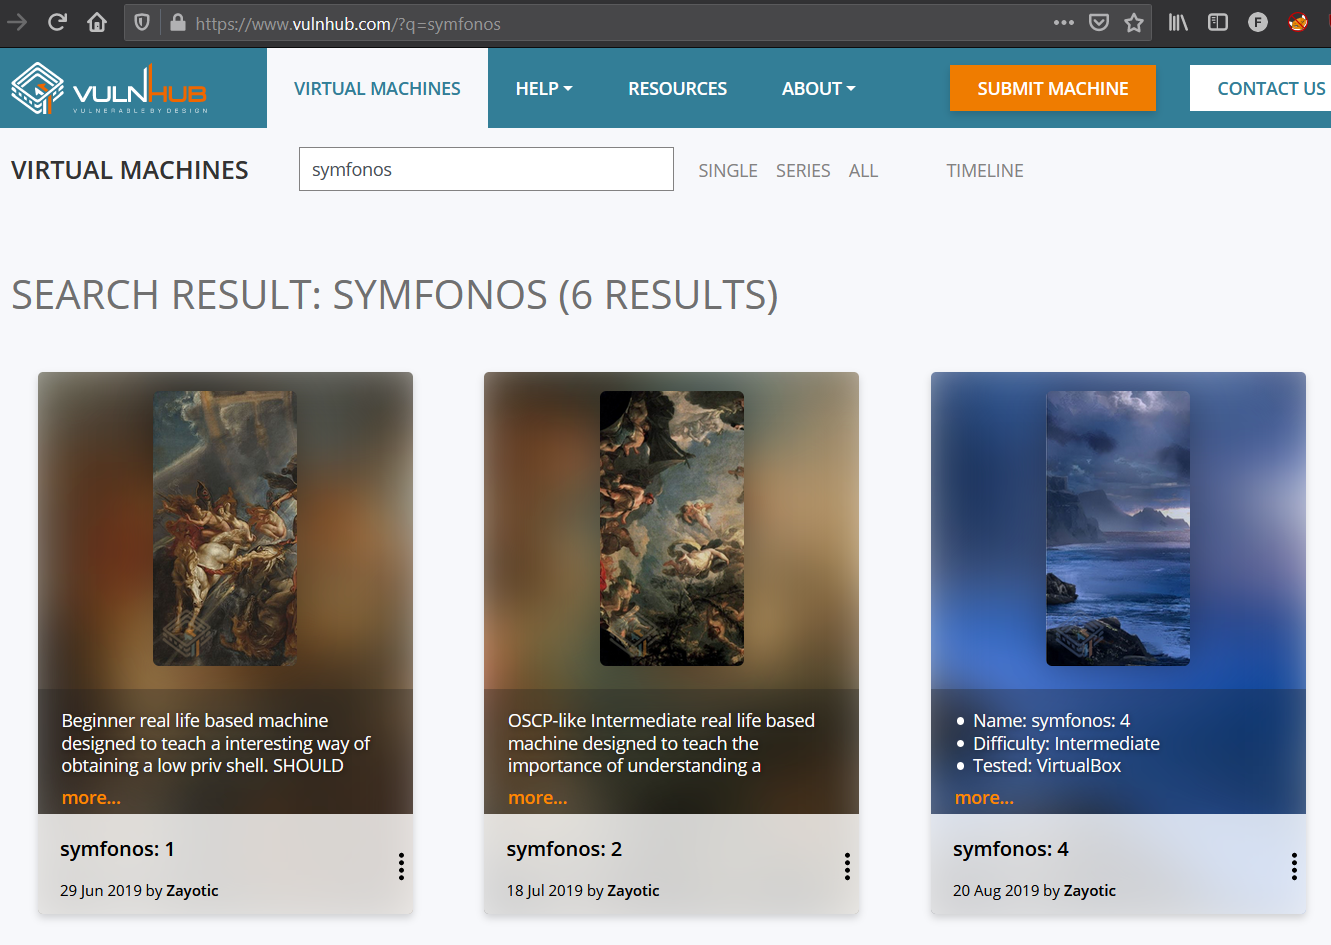 https://www.vulnhub.com/?q=symfonos
F
VULNHUB
VULNERABLE BY DESIGN
VIRTUAL MACHINES
HELP
RESOURCES
ABOUT
SUBMIT MACHINE
CONTACT US
VIRTUAL MACHINES
symfonos
SINGLE
SERIES
ALL
TIMELINE
SEARCH RESULT: SYMFONOS (6 RESULTS)
Beginner real life based machine
designed to teach a interesting way of
obtaining a low priv shell. SHOULD
more...
symfonos: 1
29 Jun 2019 by Zayotic
OSCP-like Intermediate real life based
machine designed to teach the
importance of understanding a
more...
symfonos: 2
18 Jul 2019 by Zayotic
• Name: symfonos: 4
• Difficulty: Intermediate
• Tested: VirtualBox
more...
symfonos: 4
20 Aug 2019 by Zayotic